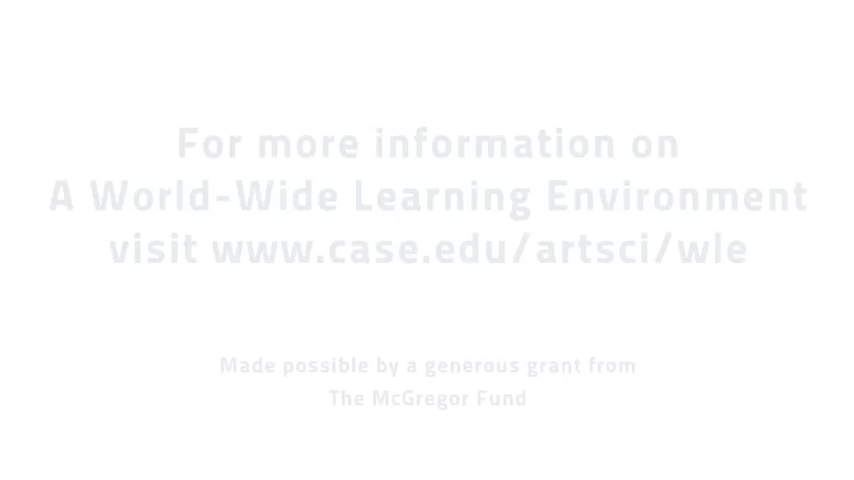 For more information on
A World-Wide Learning Environment
visit www.case.edu/artsci/wle
Made possible by a generous grant from
The McGregor Fund